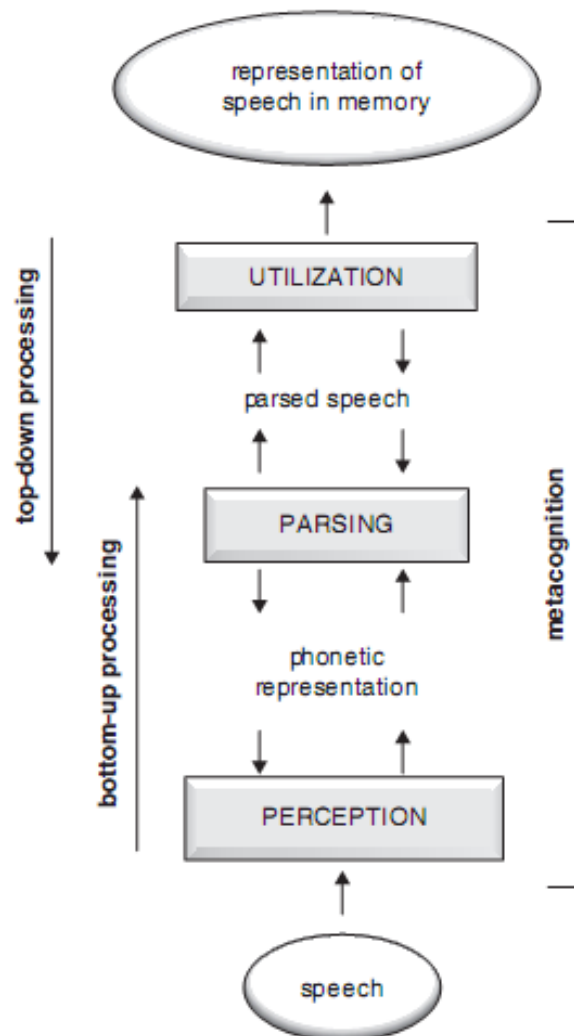 representation of
speech in memory
UTILIZATION
top-down processing
parsed speech
PARSING
metacognition
bottom-up processing
phonetic
representation
PERCEPTION
speech